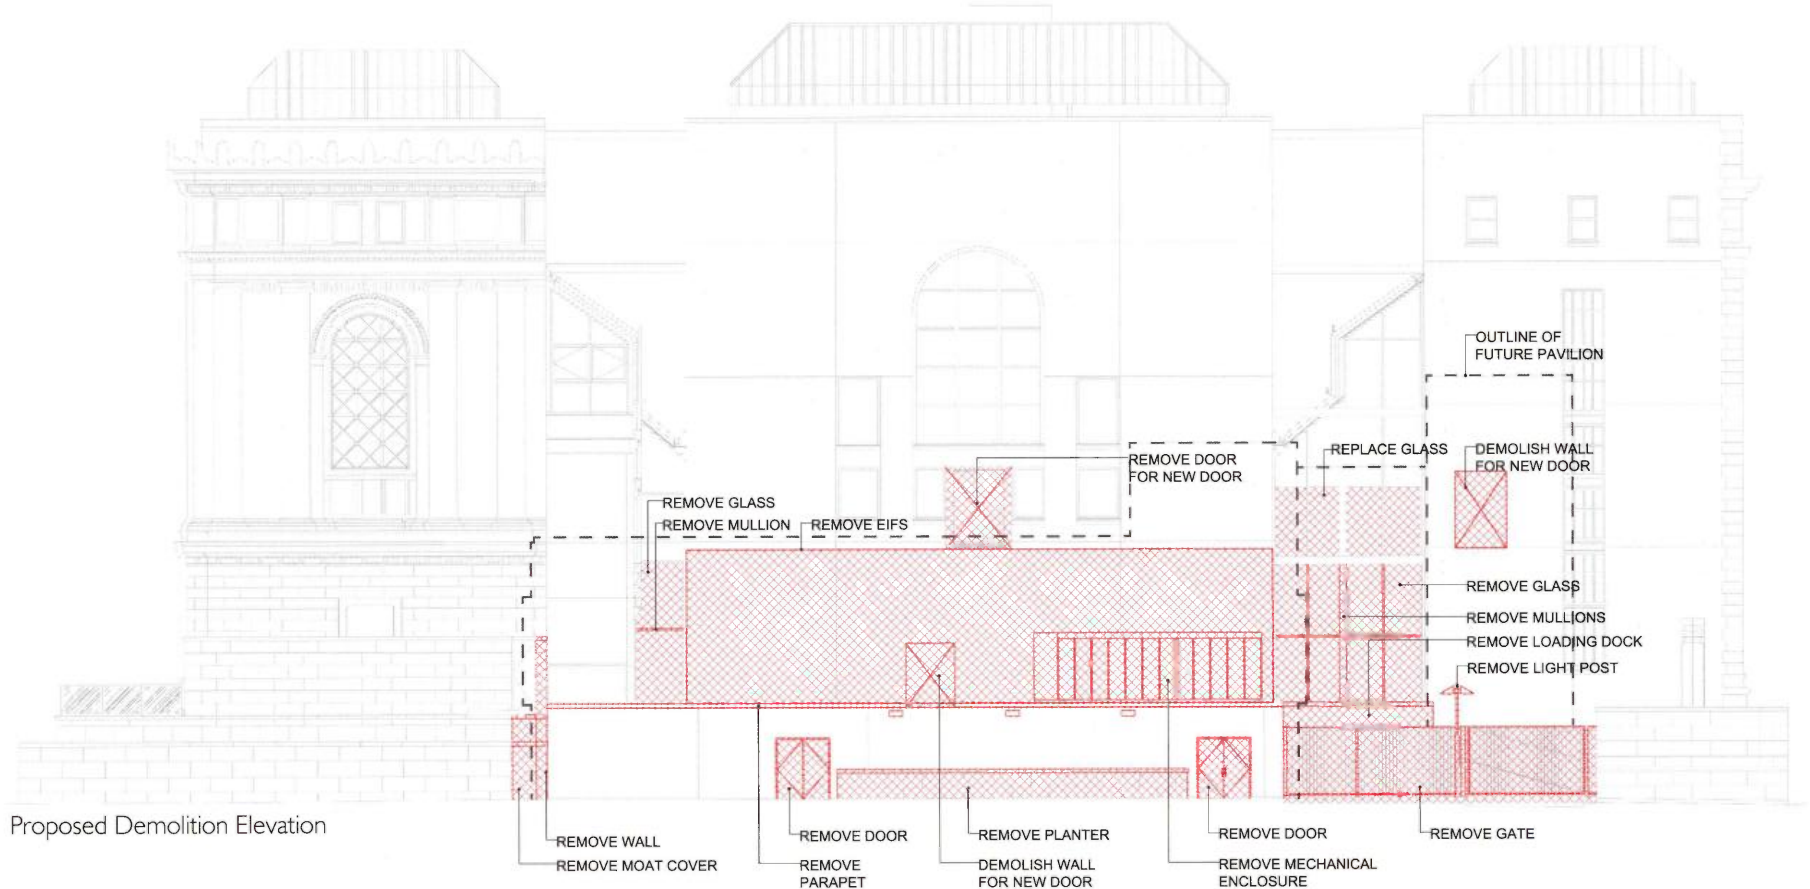 OUTLINE OF
FUTURE PAVILION
REMOVE DOOR
FOR NEW DOOR
REPLACE GLASS
DEMOLISH WALL
FOR NEW DOOR
REMOVE GLASS
REMOVE MULLION
REMOVE EIFS
REMOVE GLASS
REMOVE MULLIONS
REMOVE LOADING DOCK
REMOVE LIGHT POST
Proposed Demolition Elevation
REMOVE WALL
REMOVE MOAT COVER
REMOVE DOOR
REMOVE
PARAPET
REMOVE PLANTER
DEMOLISH WALL
FOR NEW DOOR
REMOVE DOOR
REMOVE MECHANICAL
ENCLOSURE
REMOVE GATE